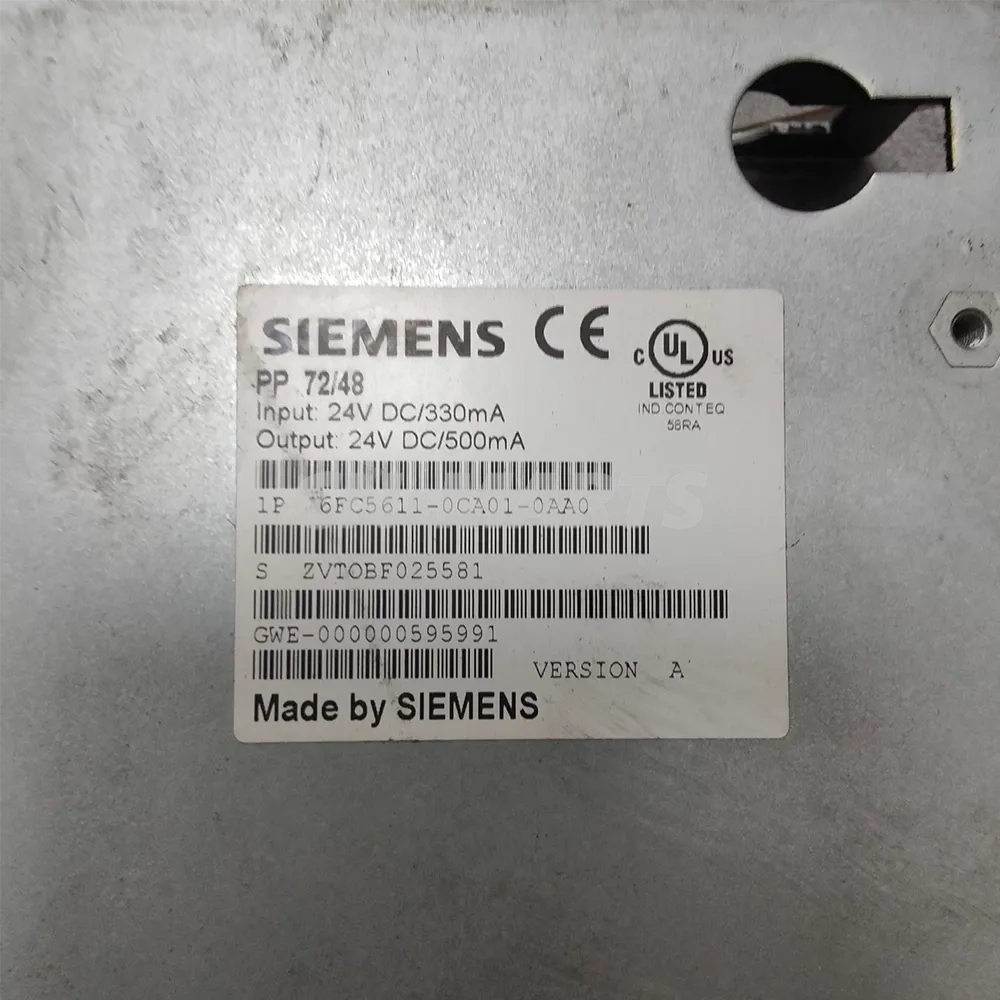 SIEMENS CE
C UL US
LISTED
IND CONT EQ
58RA
PP 72/48
Input: 24V DC/330mA
Output: 24V DC/500mA
1P 6FC5611-0CA01-0AA0
S ZVTOBF025581
GWE-000000595991
VERSION A
Made by SIEMENS